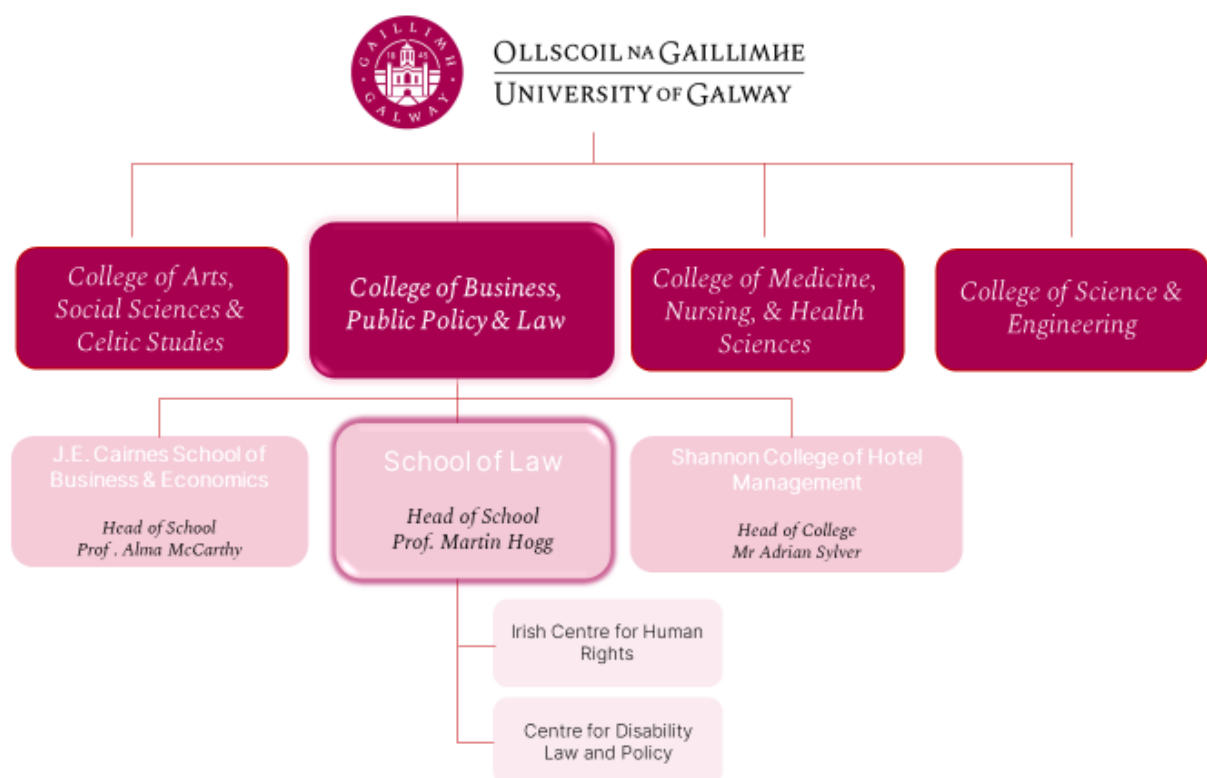 GAILLIMH
18 45
GALWAY
OLLSCOIL NA GAILLIMHE
UNIVERSITY OF GALWAY
College of Arts,
Social Sciences &
Celtic Studies
College of Business,
Public Policy & Law
College of Medicine,
Nursing, & Health
Sciences
College of Science &
Engineering
J.E. Cairnes School of
Business & Economics
Head of School
Prof . Alma McCarthy
School of Law
Head of School
Prof. Martin Hogg
Shannon College of Hotel
Management
Head of College
Mr Adrian Sylver
Irish Centre for Human
Rights
Centre for Disability
Law and Policy